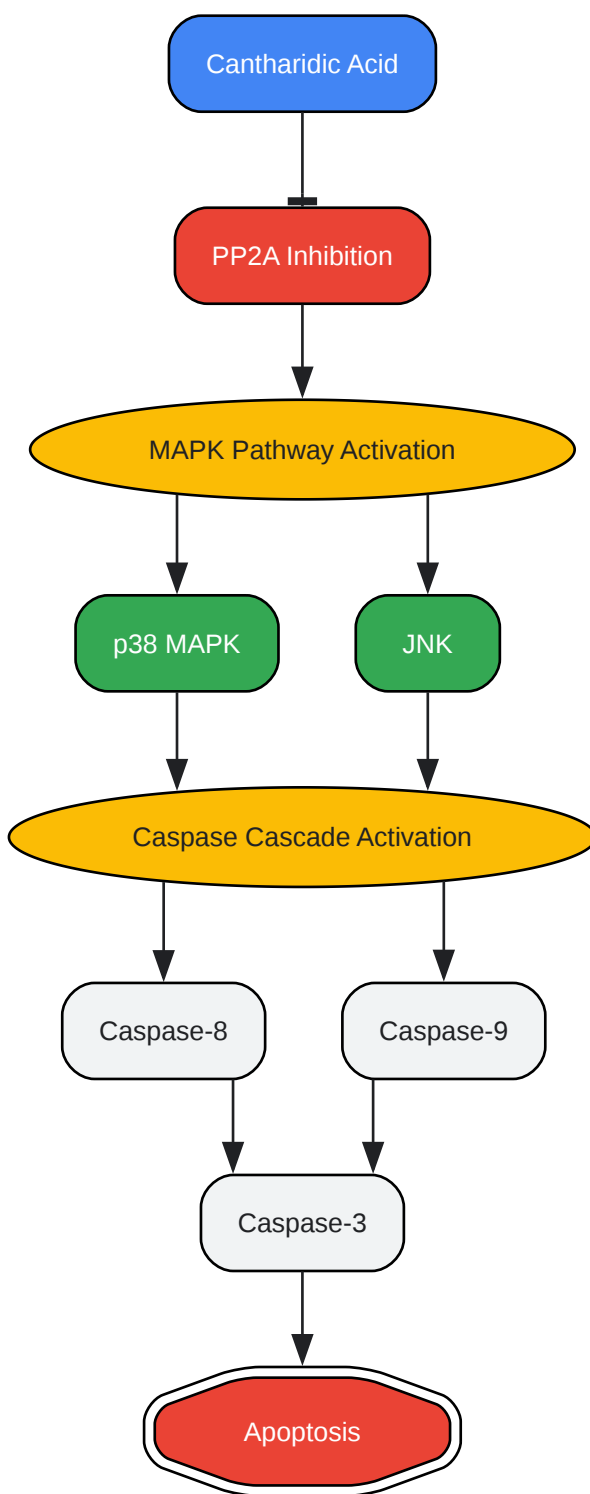 Cantharidic Acid
PP2A Inhibition
MAPK Pathway Activation
p38 MAPK
JNK
Caspase Cascade Activation
Caspase-8
Caspase-9
Caspase-3
Apoptosis